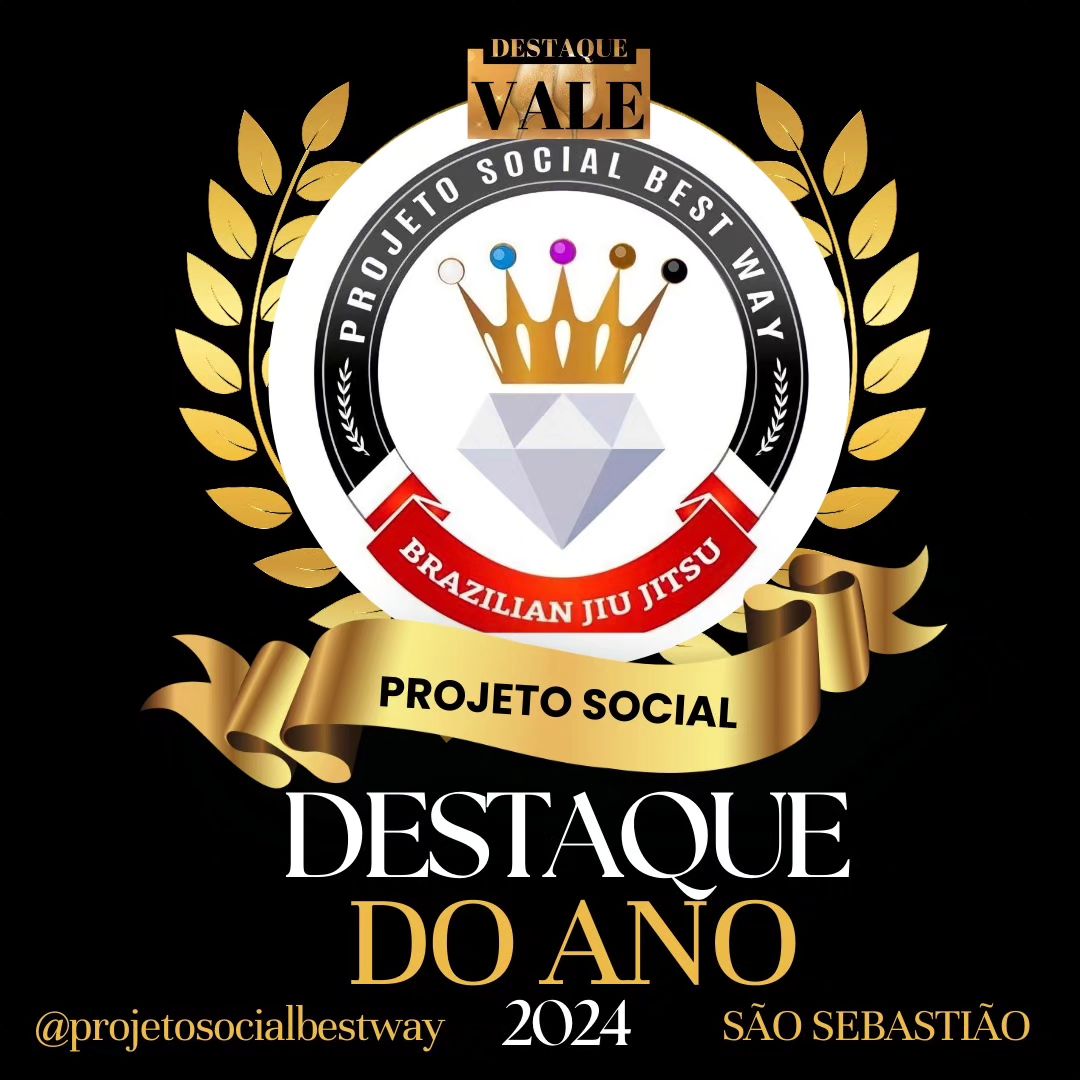 DESTAQUE
VALE
PROJETO SOCIAL BEST WAY
BRAZILIAN JIU JITSU
PROJETO SOCIAL
DESTAQUE
DO ANO
@projetosocialbestway 2024 SÃO SEBASTIÃO